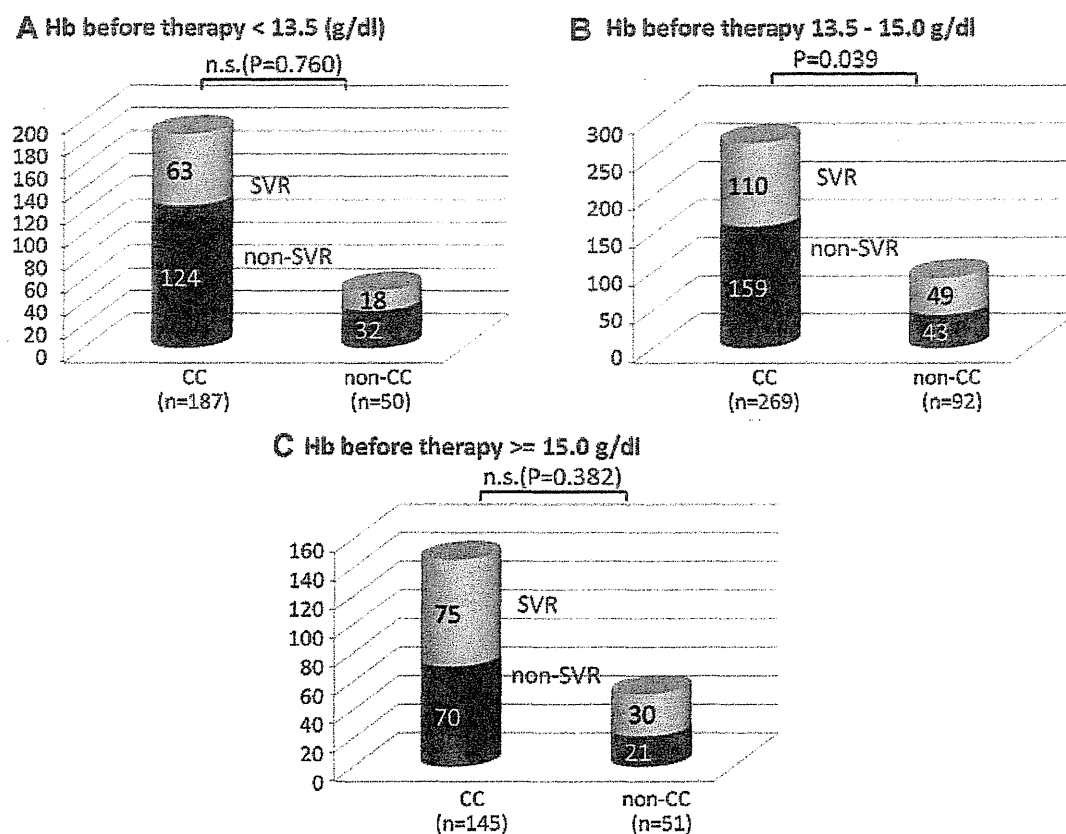 A Hb before therapy < 13.5 (g/dl)
n.s.(P=0.760)
200
180
160
140
120
100
80
60
40
20
0
63
SVR
124
non-SVR
18
32
CC
(n=187)
non-CC
(n=50)
B Hb before therapy 13.5 - 15.0 g/dl
P=0.039
300
250
200
150
100
50
0
110
SVR
159
non-SVR
49
43
CC
(n=269)
non-CC
(n=92)
C Hb before therapy >= 15.0 g/dl
n.s.(P=0.382)
160
140
120
100
80
60
40
20
0
75
SVR
70
non-SVR
30
21
CC
(n=145)
non-CC
(n=51)